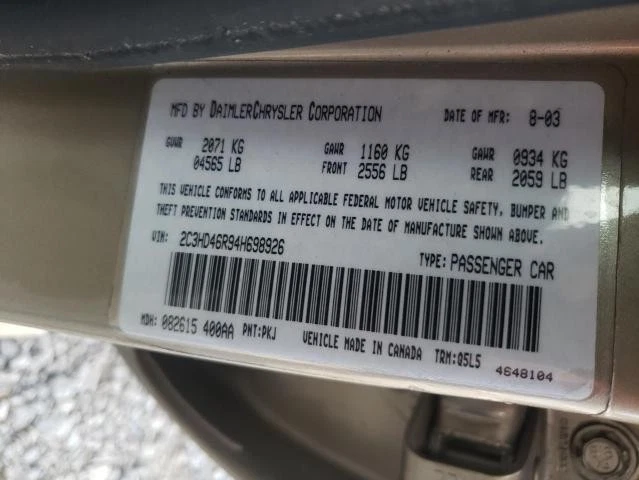 MFD BY DAIMLERCHRYSLER CORPORATION DATE OF MFR: 8-03
GVWR 2071 KG GAWR 1160 KG GAWR 0934 KG
04565 LB FRONT 2556 LB REAR 2059 LB
THIS VEHICLE CONFORMS TO ALL APPLICABLE FEDERAL MOTOR VEHICLE SAFETY, BUMPER AND
THEFT PREVENTION STANDARDS IN EFFECT ON THE DATE OF MANUFACTURE SHOWN ABOVE.
VIN: 2C3HD46R94H698926 TYPE: PASSENGER CAR
MDH: 082615 400AA PNT:PKJ VEHICLE MADE IN CANADA TRM:Q5L5
4648104